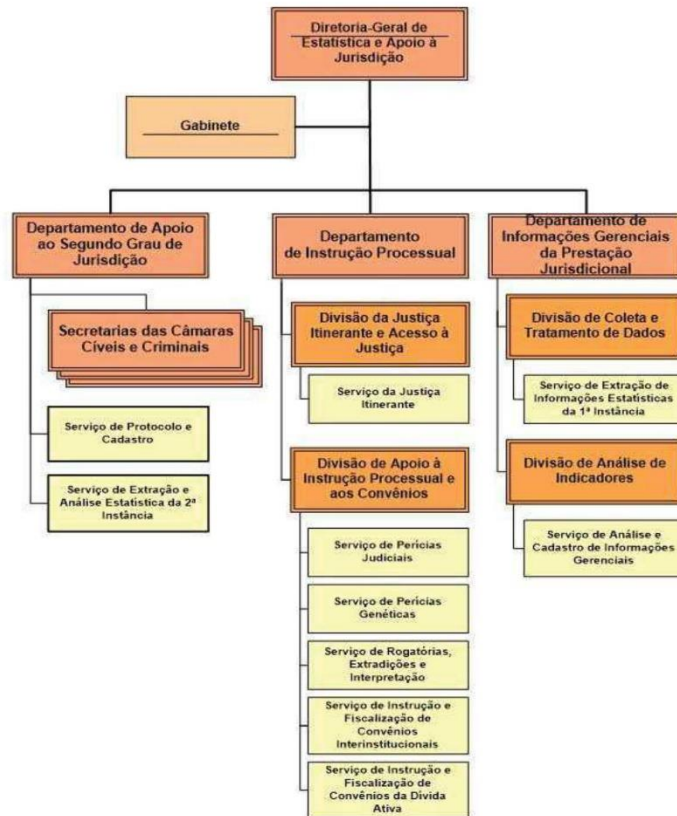 Diretoria-Geral de
Estatística e Apoio à
Jurisdição
Gabinete
Departamento de Apoio
ao Segundo Grau de
Jurisdição
Secretarias das Câmaras
Cíveis e Criminais
Serviço de Protocolo e
Cadastro
Serviço de Extração e
Análise Estatística da 2ª
Instância
Departamento
de Instrução Processual
Divisão da Justiça
Itinerante e Acesso à
Justiça
Serviço da Justiça
Itinerante
Divisão de Apoio à
Instrução Processual e
aos Convênios
Serviço de Perícias
Judiciais
Serviço de Perícias
Genéticas
Serviço de Rogatórias,
Extradições e
Interpretação
Serviço de Instrução e
Fiscalização de
Convênios
Interinstitucionais
Serviço de Instrução e
Fiscalização de
Convênios da Dívida
Ativa
Departamento de
Informações Gerenciais
da Prestação
Jurisdicional
Divisão de Coleta e
Tratamento de Dados
Serviço de Extração de
Informações Estatísticas
da 1ª Instância
Divisão de Análise de
Indicadores
Serviço de Análise e
Cadastro de Informações
Gerenciais